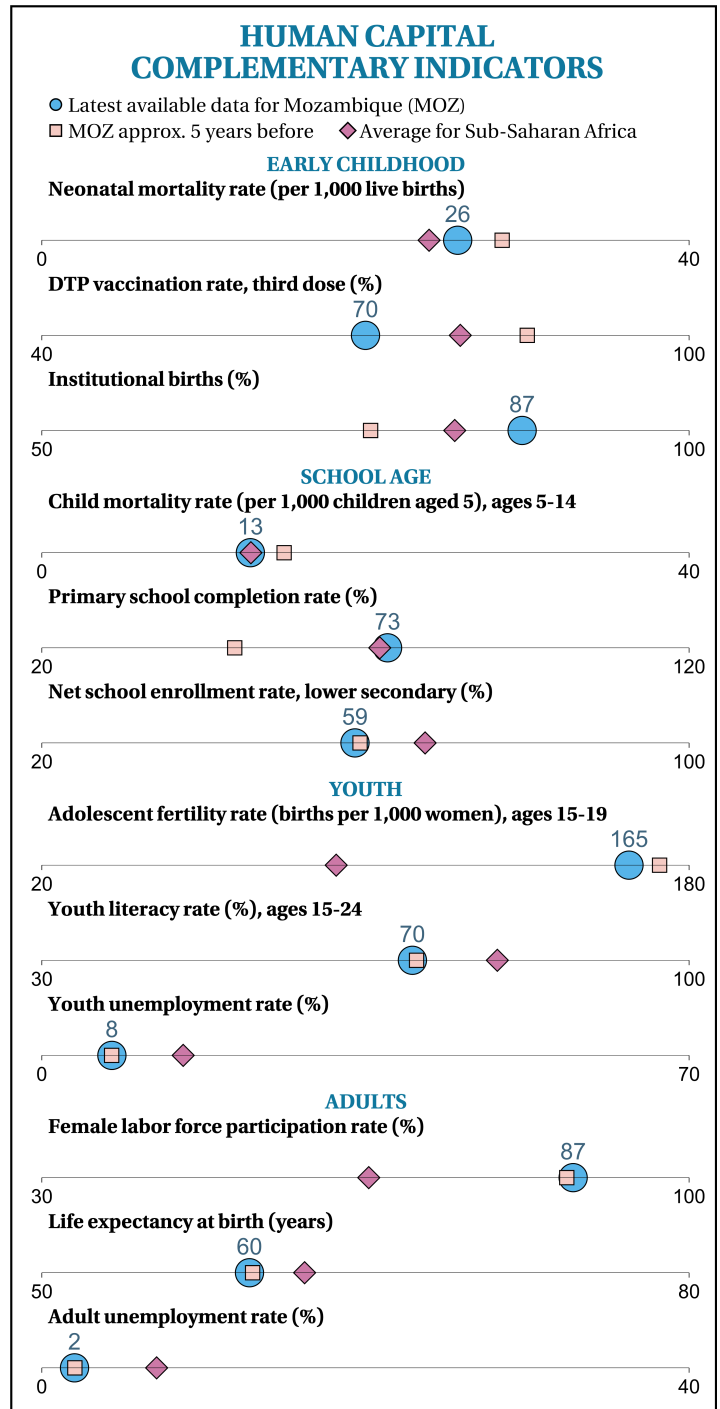 HUMAN CAPITAL
COMPLEMENTARY INDICATORS
Latest available data for Mozambique (MOZ)
MOZ approx. 5 years before
Average for Sub-Saharan Africa
EARLY CHILDHOOD
Neonatal mortality rate (per 1,000 live births)
26
0
40
DTP vaccination rate, third dose (%)
70
40
100
Institutional births (%)
87
50
100
SCHOOL AGE
Child mortality rate (per 1,000 children aged 5), ages 5-14
13
0
40
Primary school completion rate (%)
73
20
120
Net school enrollment rate, lower secondary (%)
59
20
100
YOUTH
Adolescent fertility rate (births per 1,000 women), ages 15-19
165
20
180
Youth literacy rate (%), ages 15-24
70
30
100
Youth unemployment rate (%)
8
0
70
ADULTS
Female labor force participation rate (%)
87
30
100
Life expectancy at birth (years)
60
50
80
Adult unemployment rate (%)
2
0
40